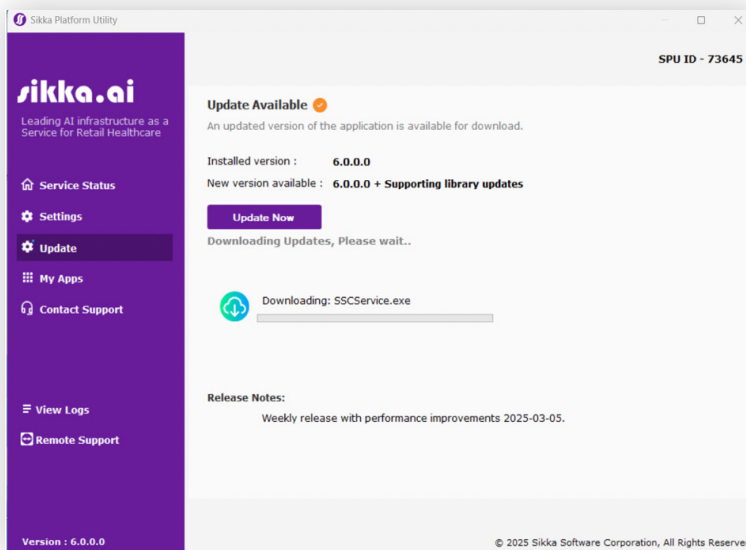 Sikka Platform Utility
SPU ID - 73645
sikka.ai
Leading AI infrastructure as a
Service for Retail Healthcare
Service Status
Settings
Update
My Apps
Contact Support
View Logs
Remote Support
Version : 6.0.0.0
Update Available
An updated version of the application is available for download.
Installed version : 6.0.0.0
New version available : 6.0.0.0 + Supporting library updates
Update Now
Downloading Updates, Please wait..
Downloading: SSCService.exe
Release Notes:
Weekly release with performance improvements 2025-03-05.
© 2025 Sikka Software Corporation, All Rights Reserve